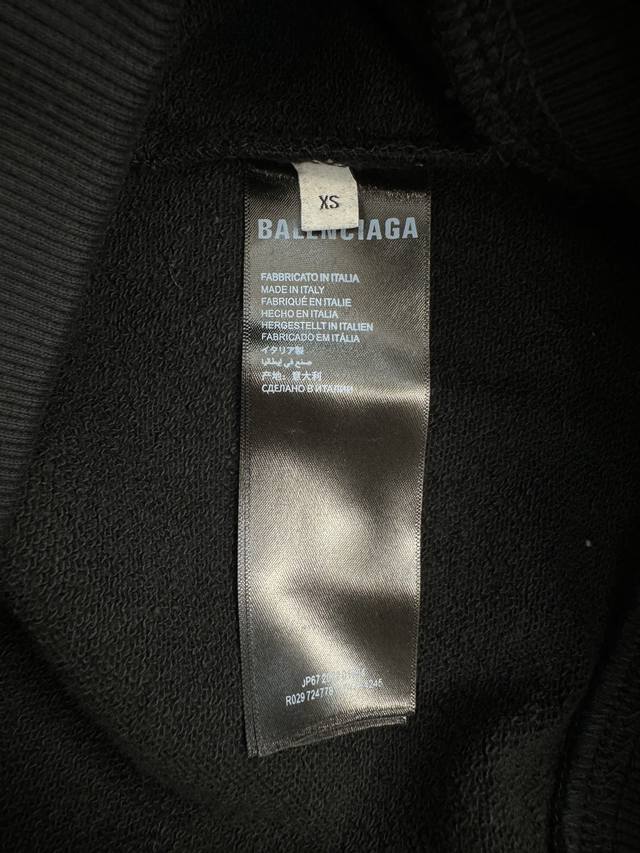 XS
BALENCIAGA
FABBRICATO IN ITALIA
MADE IN ITALY
FABRIQUÉ EN ITALIE
HECHO EN ITALIA
HERGESTELLT IN ITALIEN
FABRICADO EM ITÁLIA
イタリア製
صنع في إيطاليا
产地：意大利
СДЕЛАНО В ИТАЛИИ
R029